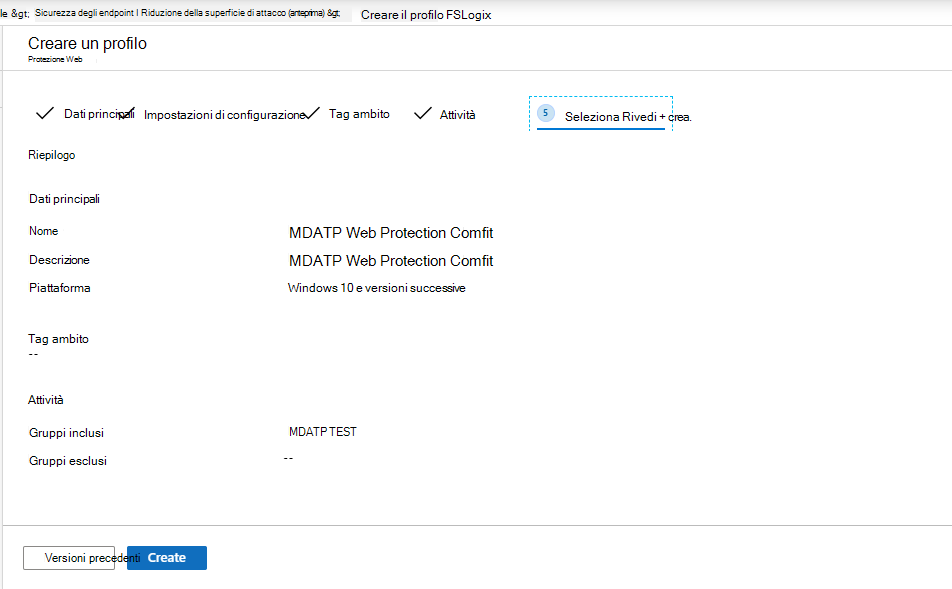 le &gt; Sicurezza degli endpoint I Riduzione della superficie di attacco (anteprima) &gt; Creare il profilo FSLogix
Creare un profilo
Protezione Web
Dati principali Impostazioni di configurazione Tag ambito Attività 5 Seleziona Rivedi + crea.
Riepilogo
Dati principali
Nome MDATP Web Protection Comfit
Descrizione MDATP Web Protection Comfit
Piattaforma Windows 10 e versioni successive
Tag ambito
--
Attività
Gruppi inclusi MDATP TEST
Gruppi esclusi --
Versioni precedenti Create